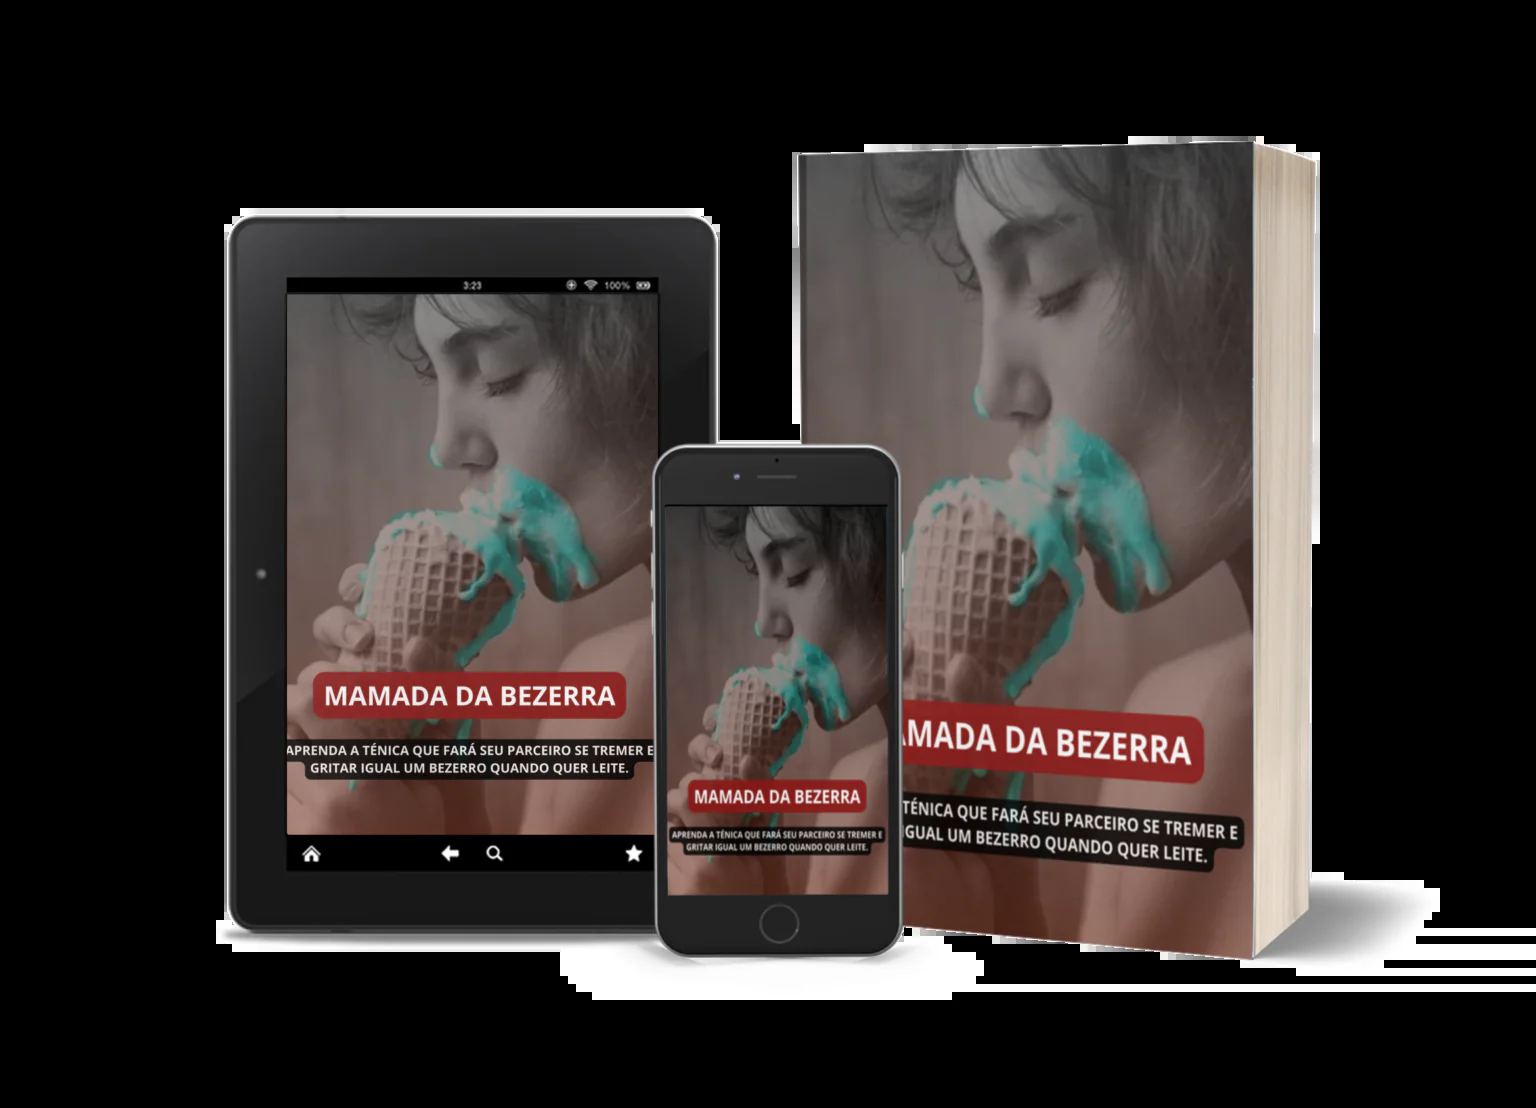 3:23
100%
MAMADA DA BEZERRA
APRENDA A TÉNICA QUE FARÁ SEU PARCEIRO SE TREMER E
GRITAR IGUAL UM BEZERRO QUANDO QUER LEITE.
MAMADA DA BEZERRA
APRENDA A TÉNICA QUE FARÁ SEU PARCEIRO SE TREMER E
GRITAR IGUAL UM BEZERRO QUANDO QUER LEITE.
AMADA DA BEZERRA
TÉNICA QUE FARÁ SEU PARCEIRO SE TREMER E
IGUAL UM BEZERRO QUANDO QUER LEITE.